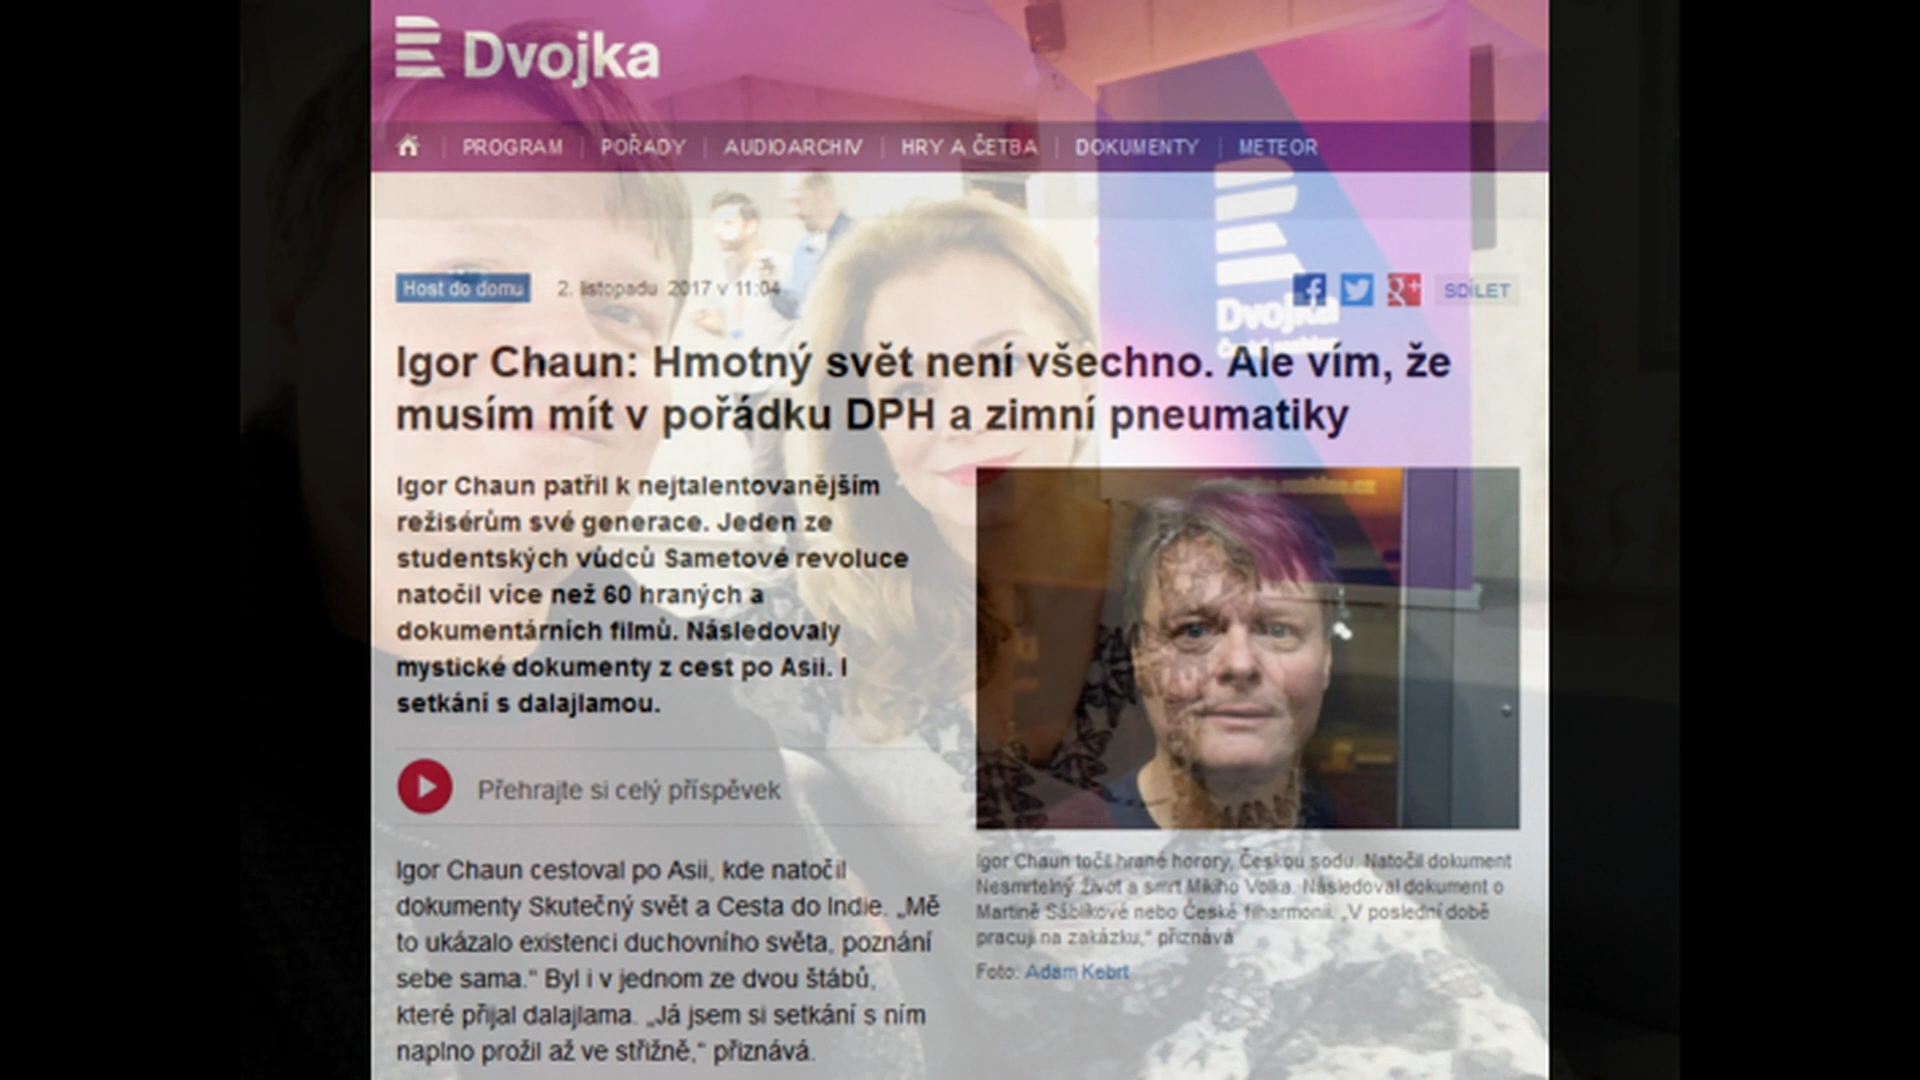 Dvojka
PROGRAM | POŘADY | AUDIOARCHIV | HRY A ČETBA | DOKUMENTY | METEOR
Host do domu 2. listopadu 2017 v 11:04 SDÍLET
Dvojka
Igor Chaun: Hmotný svět není všechno. Ale vím, že
musím mít v pořádku DPH a zimní pneumatiky
Igor Chaun patřil k nejtalentovanějším
režisérům své generace. Jeden ze
studentských vůdců Sametové revoluce
natočil více než 60 hraných a
dokumentárních filmů. Následovaly
mystické dokumenty z cest po Asii. I
setkání s dalajlamou.
Přehrajte si celý příspěvek
Igor Chaun cestoval po Asii, kde natočil
dokumenty Skutečný svět a Cesta do Indie. „Mě
to ukázalo existenci duchovního světa, poznání
sebe sama.“ Byl i v jednom ze dvou štábů,
které přijal dalajlama. „Já jsem si setkání s ním
naplno prožil až ve střižně,“ přiznává.
Igor Chaun točil hrané horory, Českou sodu. Natočil dokument
Nesmrtelný život a smrt Mikiho Volka. Následoval dokument o
Martině Sáblíkové nebo České filharmonii. „V poslední době
pracuji na zakázku,“ přiznává
Foto: Adam Kebrt